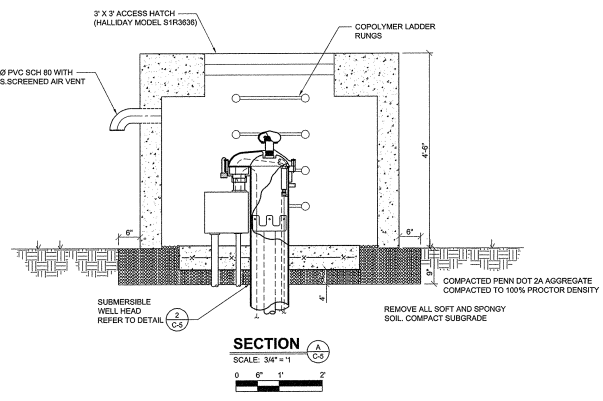 3' X 3' ACCESS HATCH
(HALLIDAY MODEL S1R3636)
COPOLYMER LADDER
RUNGS
Ø PVC SCH 80 WITH
S.SCREENED AIR VENT
4'-6"
6"
6"
9"
4"
COMPACTED PENN DOT 2A AGGREGATE
COMPACTED TO 100% PROCTOR DENSITY
SUBMERSIBLE
WELL HEAD
REFER TO DETAIL
2
C-5
REMOVE ALL SOFT AND SPONGY
SOIL. COMPACT SUBGRADE
SECTION
A
C-5
SCALE: 3/4" = '1
0 6" 1' 2'